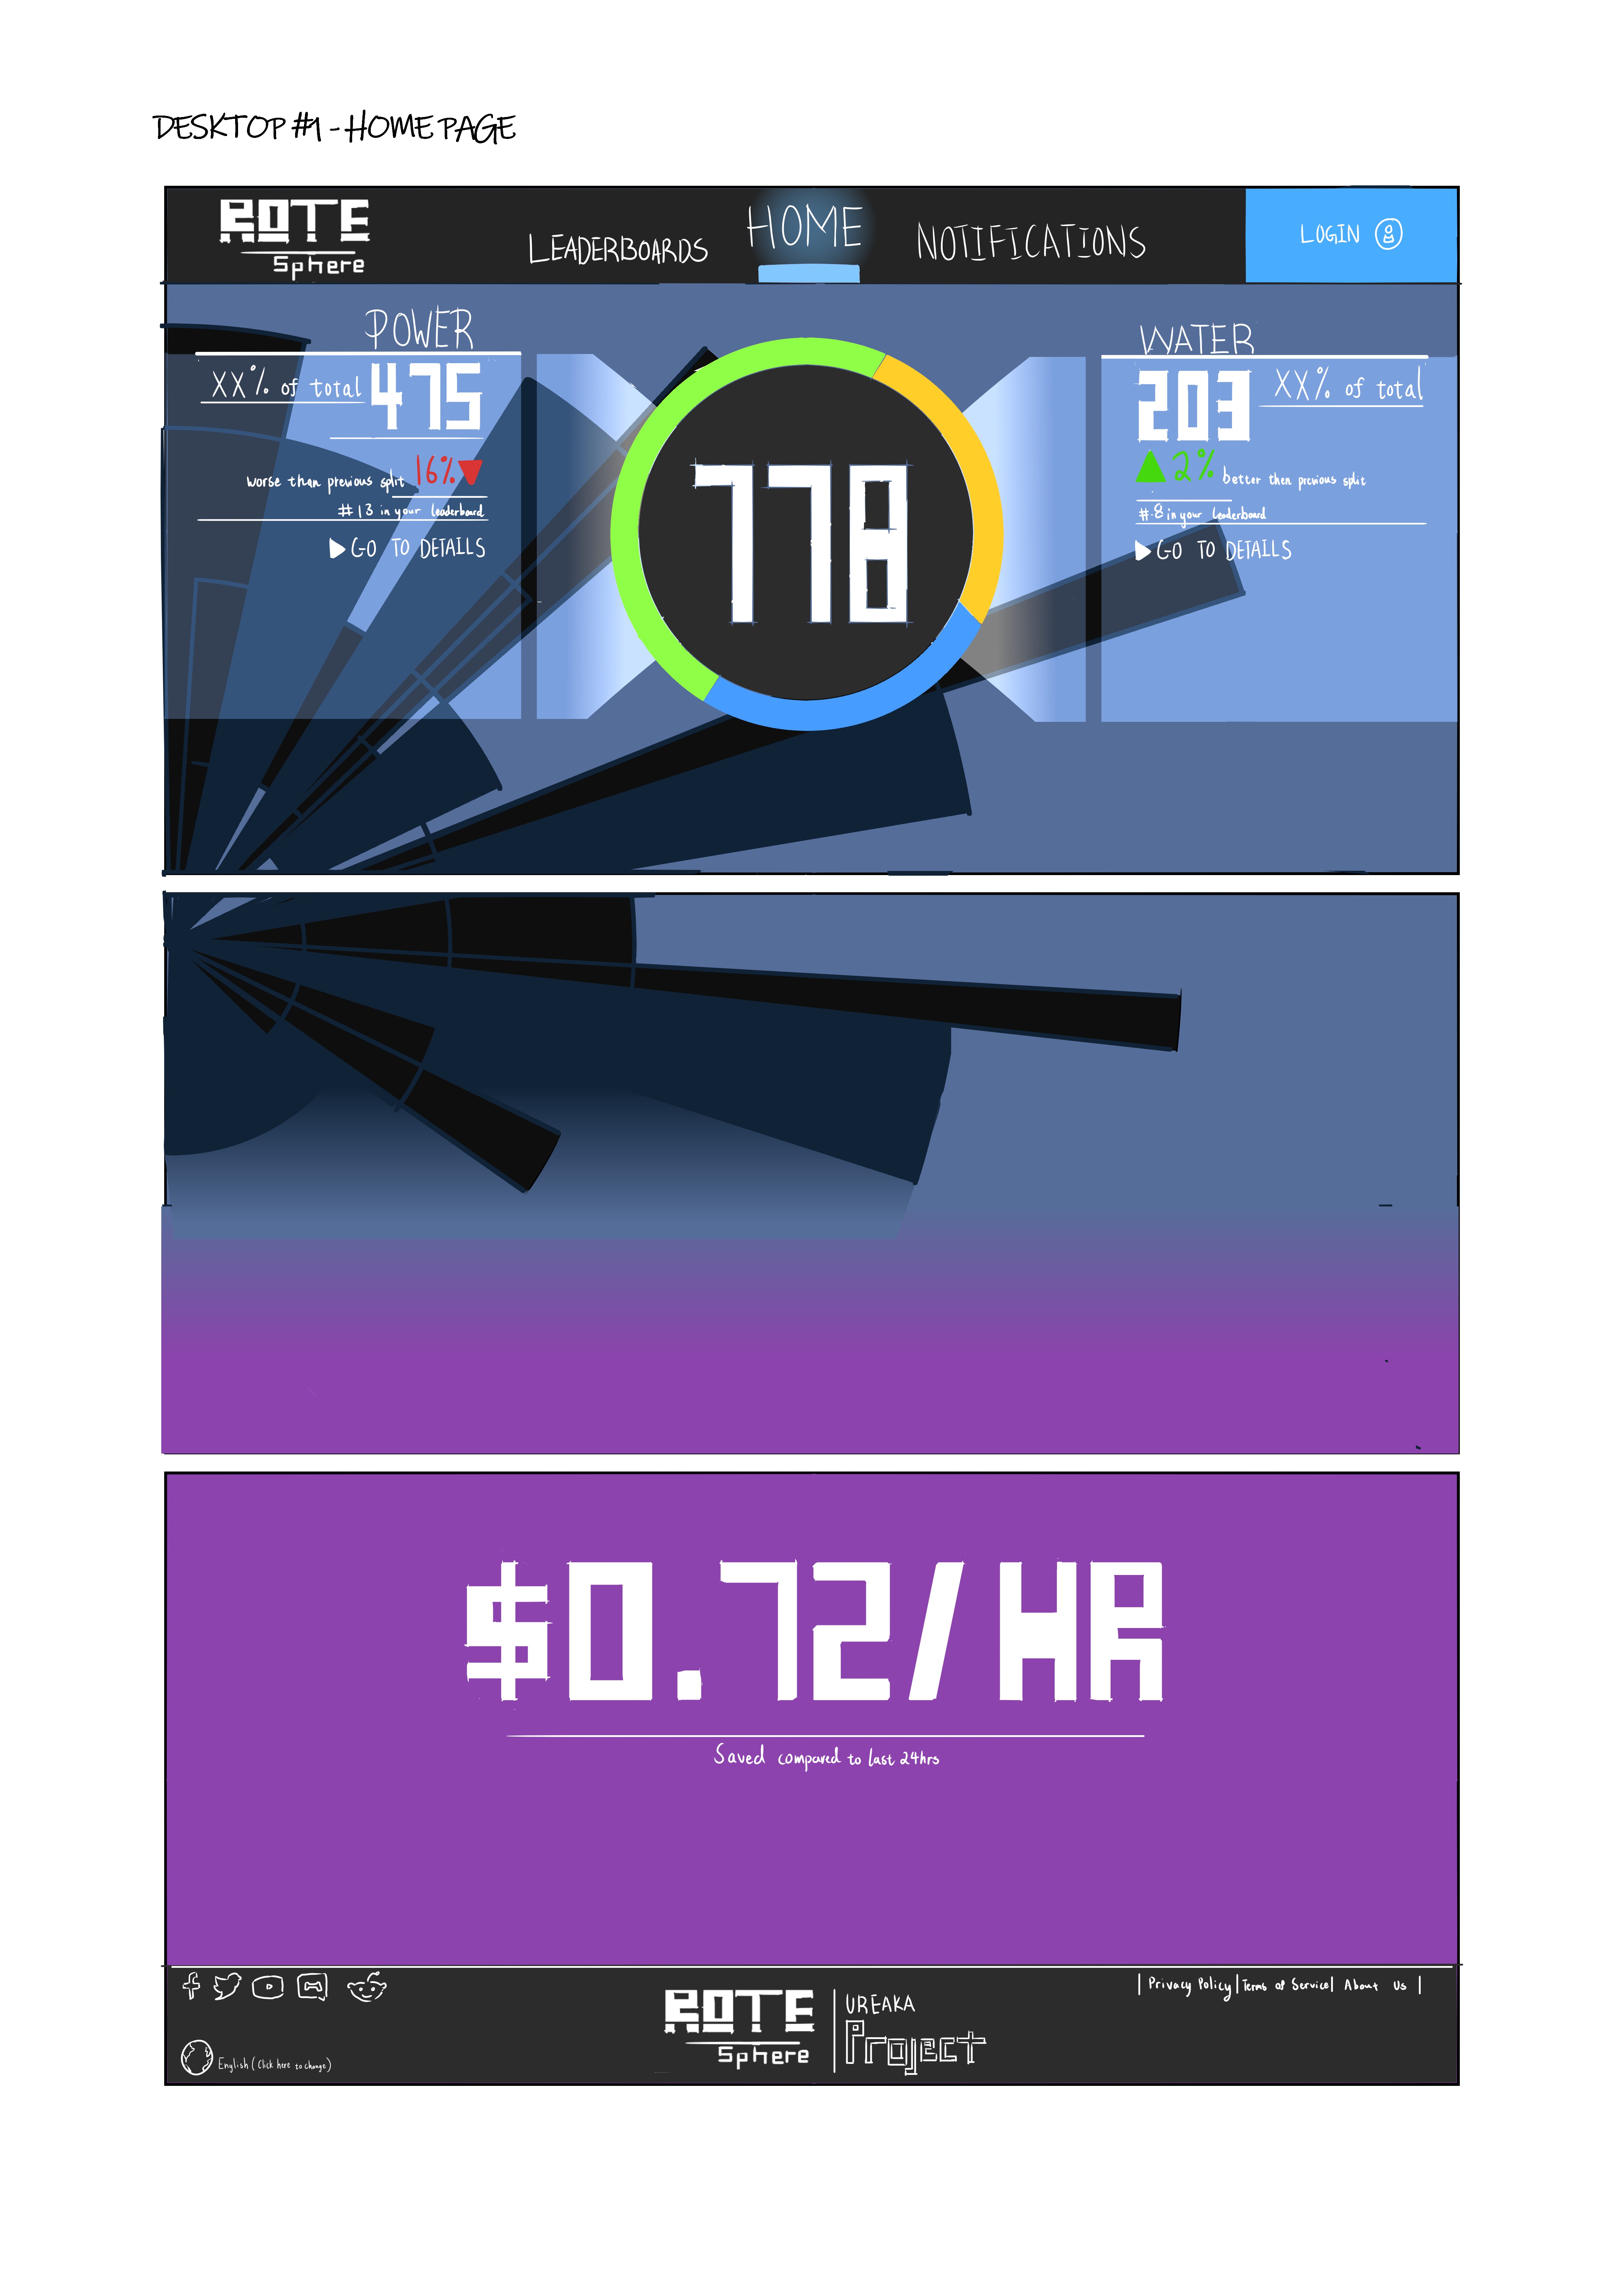 DESKTOP #1 - HOME PAGE
ROTE
Sphere
LEADERBOARDS
HOME
NOTIFICATIONS
LOGIN
POWER
XX% of total 475
worse than previous split 16%
#13 in your leaderboard
GO TO DETAILS
778
WATER
203 XX% of total
2% better then previous split
#8 in your leaderboard
GO TO DETAILS
$0.72/HR
Saved compared to last 24hrs
ROTE
Sphere
UREAKA
Project
| Privacy Policy | Terms of Service | About Us |
English (Click here to change)